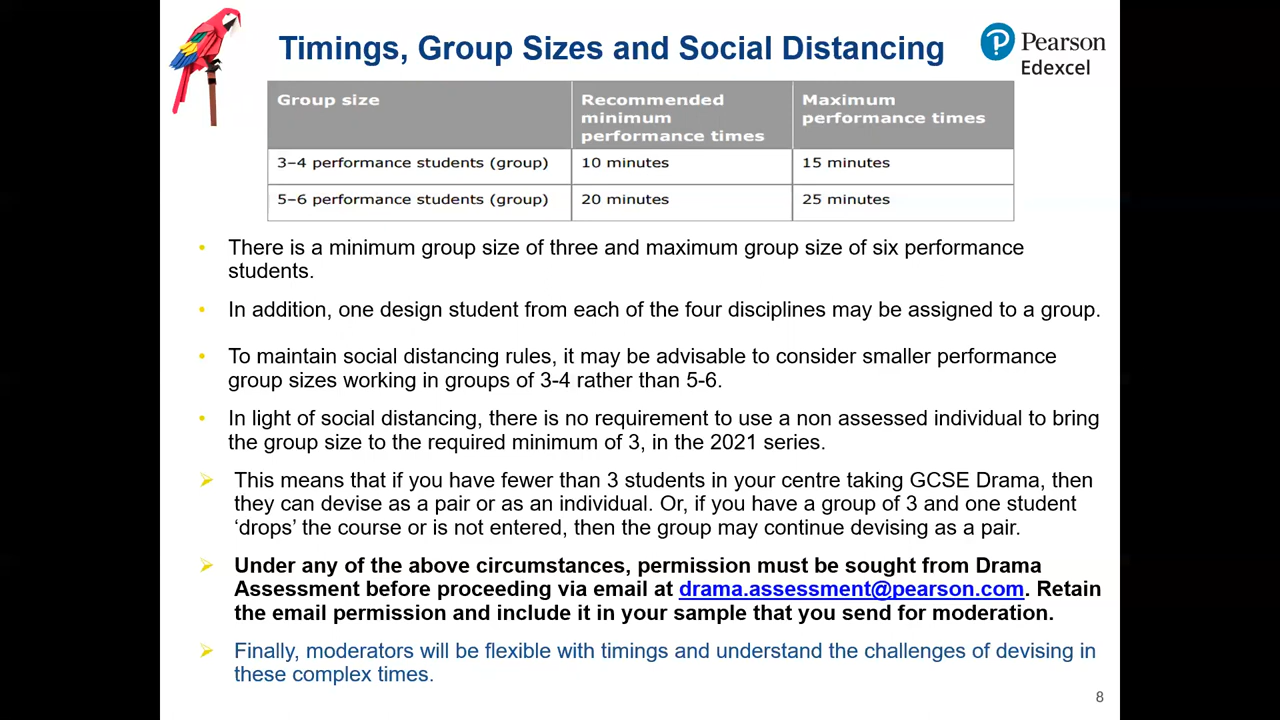 Timings, Group Sizes and Social Distancing
Pearson
Edexcel
Group size
Recommended
minimum
performance times
Maximum
performance times
3–4 performance students (group)
10 minutes
15 minutes
5–6 performance students (group)
20 minutes
25 minutes
• There is a minimum group size of three and maximum group size of six performance
students.
• In addition, one design student from each of the four disciplines may be assigned to a group.
• To maintain social distancing rules, it may be advisable to consider smaller performance
group sizes working in groups of 3-4 rather than 5-6.
• In light of social distancing, there is no requirement to use a non assessed individual to bring
the group size to the required minimum of 3, in the 2021 series.
➢ This means that if you have fewer than 3 students in your centre taking GCSE Drama, then
they can devise as a pair or as an individual. Or, if you have a group of 3 and one student
‘drops’ the course or is not entered, then the group may continue devising as a pair.
➢ Under any of the above circumstances, permission must be sought from Drama
Assessment before proceeding via email at drama.assessment@pearson.com. Retain
the email permission and include it in your sample that you send for moderation.
➢ Finally, moderators will be flexible with timings and understand the challenges of devising in
these complex times.
8